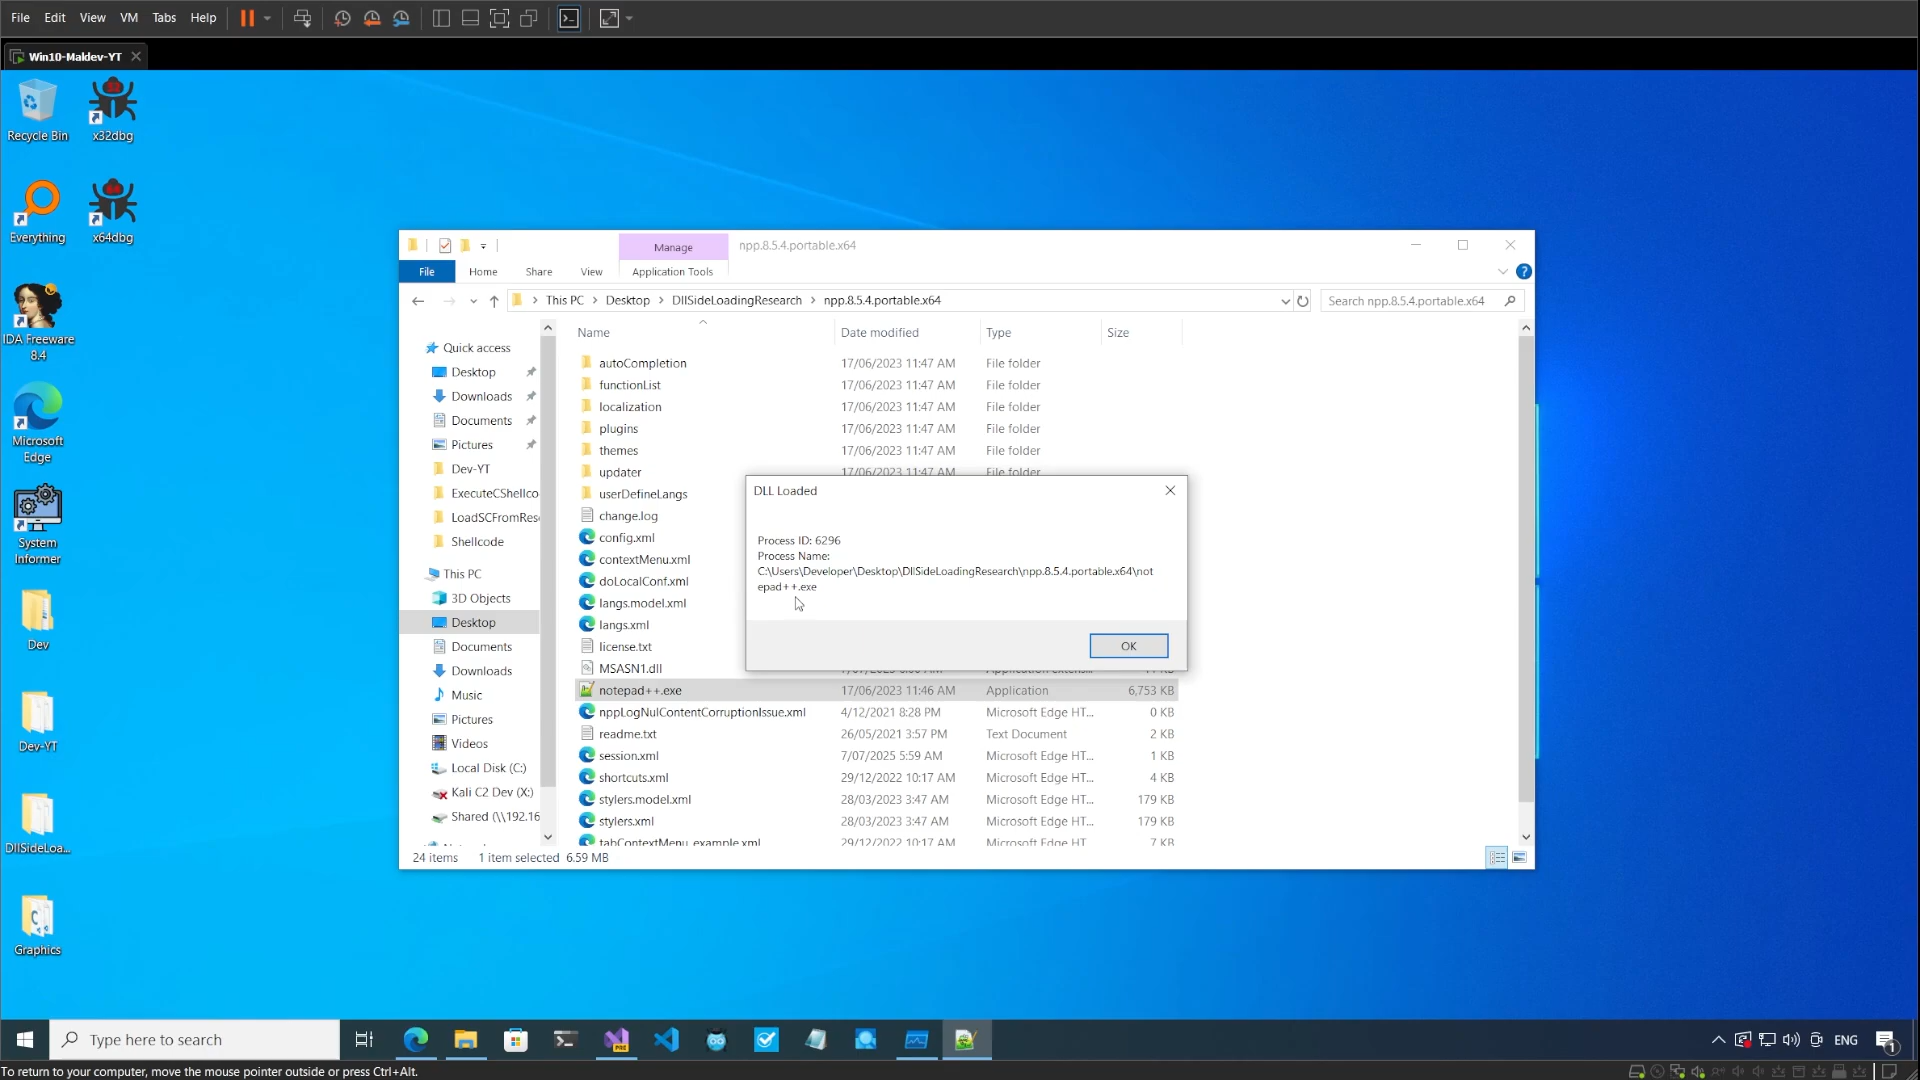 File Edit View VM Tabs Help
Win10-Maldev-YT
Recycle Bin
x32dbg
Everything
x64dbg
IDA Freeware
8.4
Microsoft
Edge
System
Informer
Dev
Dev-YT
DllSideLoa...
Graphics
Manage
npp.8.5.4.portable.x64
File Home Share View Application Tools
This PC > Desktop > DllSideLoadingResearch > npp.8.5.4.portable.x64
Search npp.8.5.4.portable.x64
Quick access
Desktop
Downloads
Documents
Pictures
Dev-YT
ExecuteCShellco
LoadSCFromRes
Shellcode
This PC
3D Objects
Desktop
Documents
Downloads
Music
Pictures
Videos
Local Disk (C:)
Kali C2 Dev (X:)
Shared (\\192.16
Name Date modified Type Size
autoCompletion 17/06/2023 11:47 AM File folder
functionList 17/06/2023 11:47 AM File folder
localization 17/06/2023 11:47 AM File folder
plugins 17/06/2023 11:47 AM File folder
themes 17/06/2023 11:47 AM File folder
updater 17/06/2023 11:47 AM File folder
userDefineLangs
change.log
config.xml
contextMenu.xml
doLocalConf.xml
langs.model.xml
langs.xml
license.txt
MSASN1.dll
notepad++.exe 17/06/2023 11:46 AM Application 6,753 KB
nppLogNulContentCorruptionIssue.xml 4/12/2021 8:28 PM Microsoft Edge HT... 0 KB
readme.txt 26/05/2021 3:57 PM Text Document 2 KB
session.xml 7/07/2025 5:59 AM Microsoft Edge HT... 1 KB
shortcuts.xml 29/12/2022 10:17 AM Microsoft Edge HT... 4 KB
stylers.model.xml 28/03/2023 3:47 AM Microsoft Edge HT... 179 KB
stylers.xml 28/03/2023 3:47 AM Microsoft Edge HT... 179 KB
tabContextMenu_example.xml 29/12/2022 10:17 AM Microsoft Edge HT 7 KB
24 items 1 item selected 6.59 MB
DLL Loaded
Process ID: 6296
Process Name:
C:\Users\Developer\Desktop\DllSideLoadingResearch\npp.8.5.4.portable.x64\not
epad++.exe
OK
Type here to search
ENG
1
To return to your computer, move the mouse pointer outside or press Ctrl+Alt.